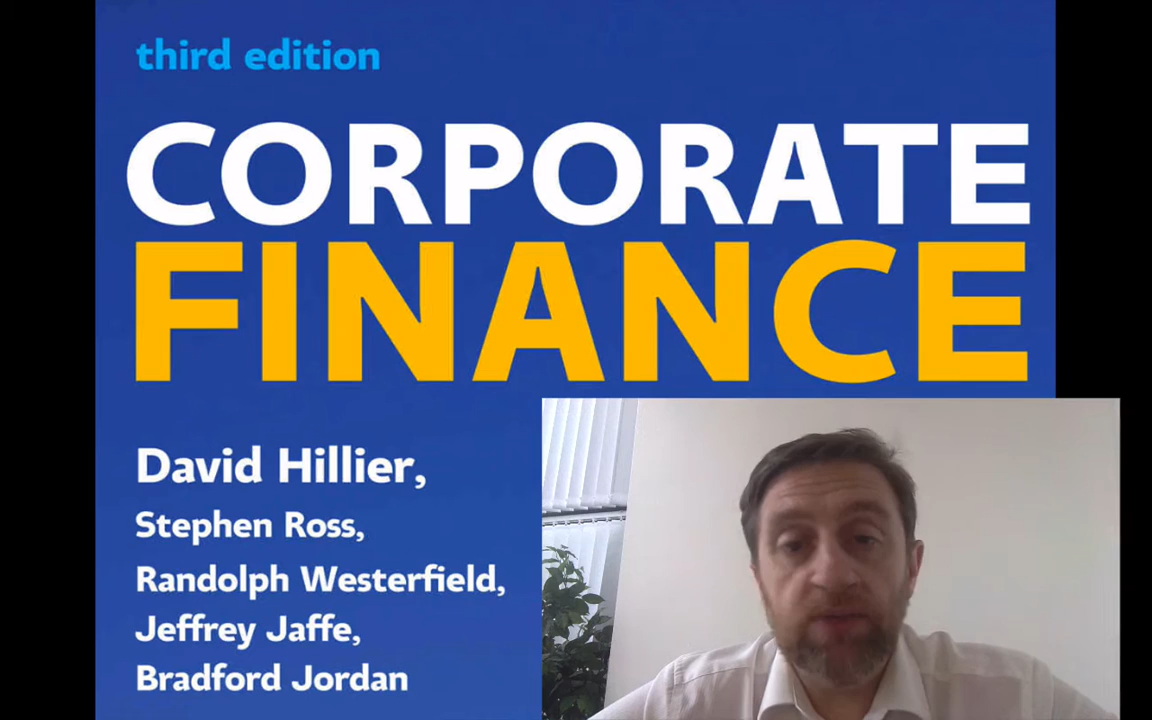 third edition
CORPORATE
FINANCE
David Hillier,
Stephen Ross,
Randolph Westerfield,
Jeffrey Jaffe,
Bradford Jordan